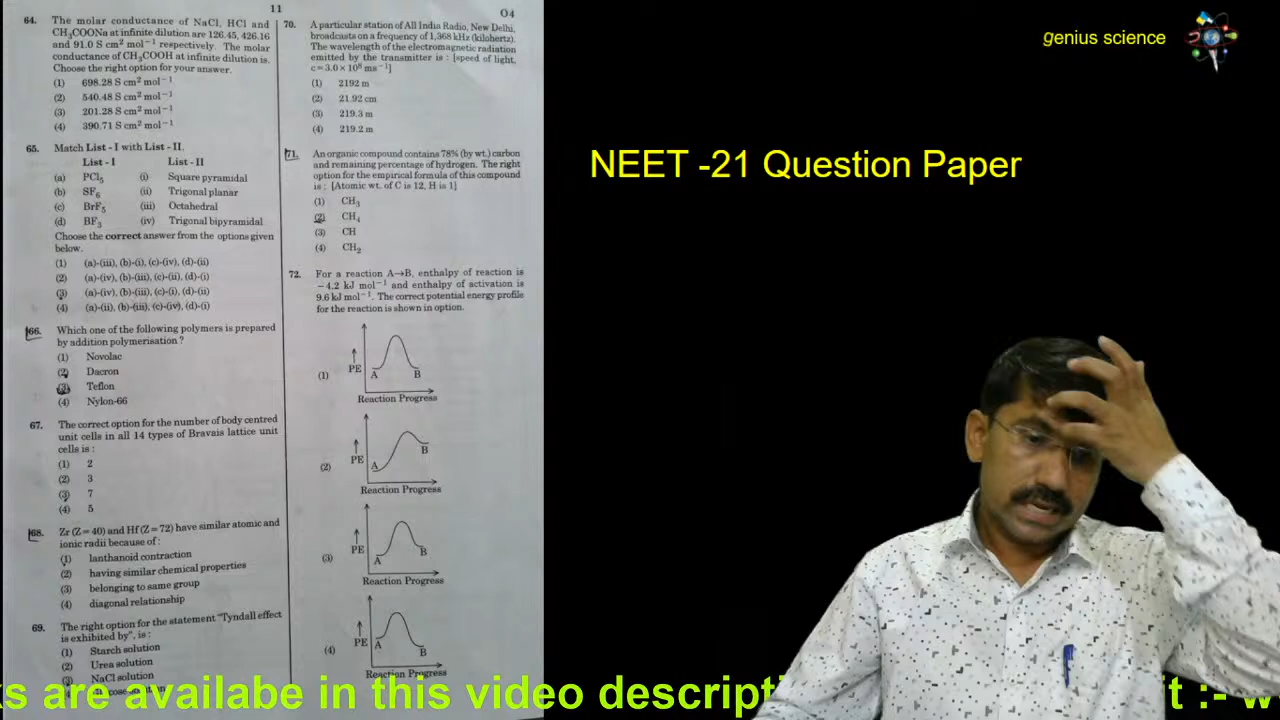 11
O4
64. The molar conductance of NaCl, HCl and
CH₃COONa at infinite dilution are 126.45, 426.16
and 91.0 S cm² mol⁻¹ respectively. The molar
conductance of CH₃COOH at infinite dilution is.
Choose the right option for your answer.
(1) 698.28 S cm² mol⁻¹
(2) 540.48 S cm² mol⁻¹
(3) 201.28 S cm² mol⁻¹
(4) 390.71 S cm² mol⁻¹
65. Match List - I with List - II.
List - I List - II
(a) PCl₅ (i) Square pyramidal
(b) SF₆ (ii) Trigonal planar
(c) BrF₅ (iii) Octahedral
(d) BF₃ (iv) Trigonal bipyramidal
Choose the correct answer from the options given
below.
(1) (a)-(iii), (b)-(i), (c)-(iv), (d)-(ii)
(2) (a)-(iv), (b)-(iii), (c)-(ii), (d)-(i)
(3) (a)-(iv), (b)-(iii), (c)-(i), (d)-(ii)
(4) (a)-(ii), (b)-(iii), (c)-(iv), (d)-(i)
66. Which one of the following polymers is prepared
by addition polymerisation ?
(1) Novolac
(2) Dacron
(3) Teflon
(4) Nylon-66
67. The correct option for the number of body centred
unit cells in all 14 types of Bravais lattice unit
cells is :
(1) 2
(2) 3
(3) 7
(4) 5
68. Zr (Z = 40) and Hf (Z = 72) have similar atomic and
ionic radii because of :
(1) lanthanoid contraction
(2) having similar chemical properties
(3) belonging to same group
(4) diagonal relationship
69. The right option for the statement "Tyndall effect
is exhibited by", is :
(1) Starch solution
(2) Urea solution
(3) NaCl solution
70. A particular station of All India Radio, New Delhi,
broadcasts on a frequency of 1,368 kHz (kilohertz).
The wavelength of the electromagnetic radiation
emitted by the transmitter is : [speed of light,
c = 3.0 × 10⁸ ms⁻¹]
(1) 2192 m
(2) 21.92 cm
(3) 219.3 m
(4) 219.2 m
71. An organic compound contains 78% (by wt.) carbon
and remaining percentage of hydrogen. The right
option for the empirical formula of this compound
is : [Atomic wt. of C is 12, H is 1]
(1) CH₃
(2) CH₄
(3) CH
(4) CH₂
72. For a reaction A→B, enthalpy of reaction is
– 4.2 kJ mol⁻¹ and enthalpy of activation is
9.6 kJ mol⁻¹. The correct potential energy profile
for the reaction is shown in option.
(1) PE A B
Reaction Progress
(2) PE A B
Reaction Progress
(3) PE A B
Reaction Progress
(4) PE A B
Reaction Progress
genius science
NEET -21 Question Paper
ks are availabe in this video descripti t :- w